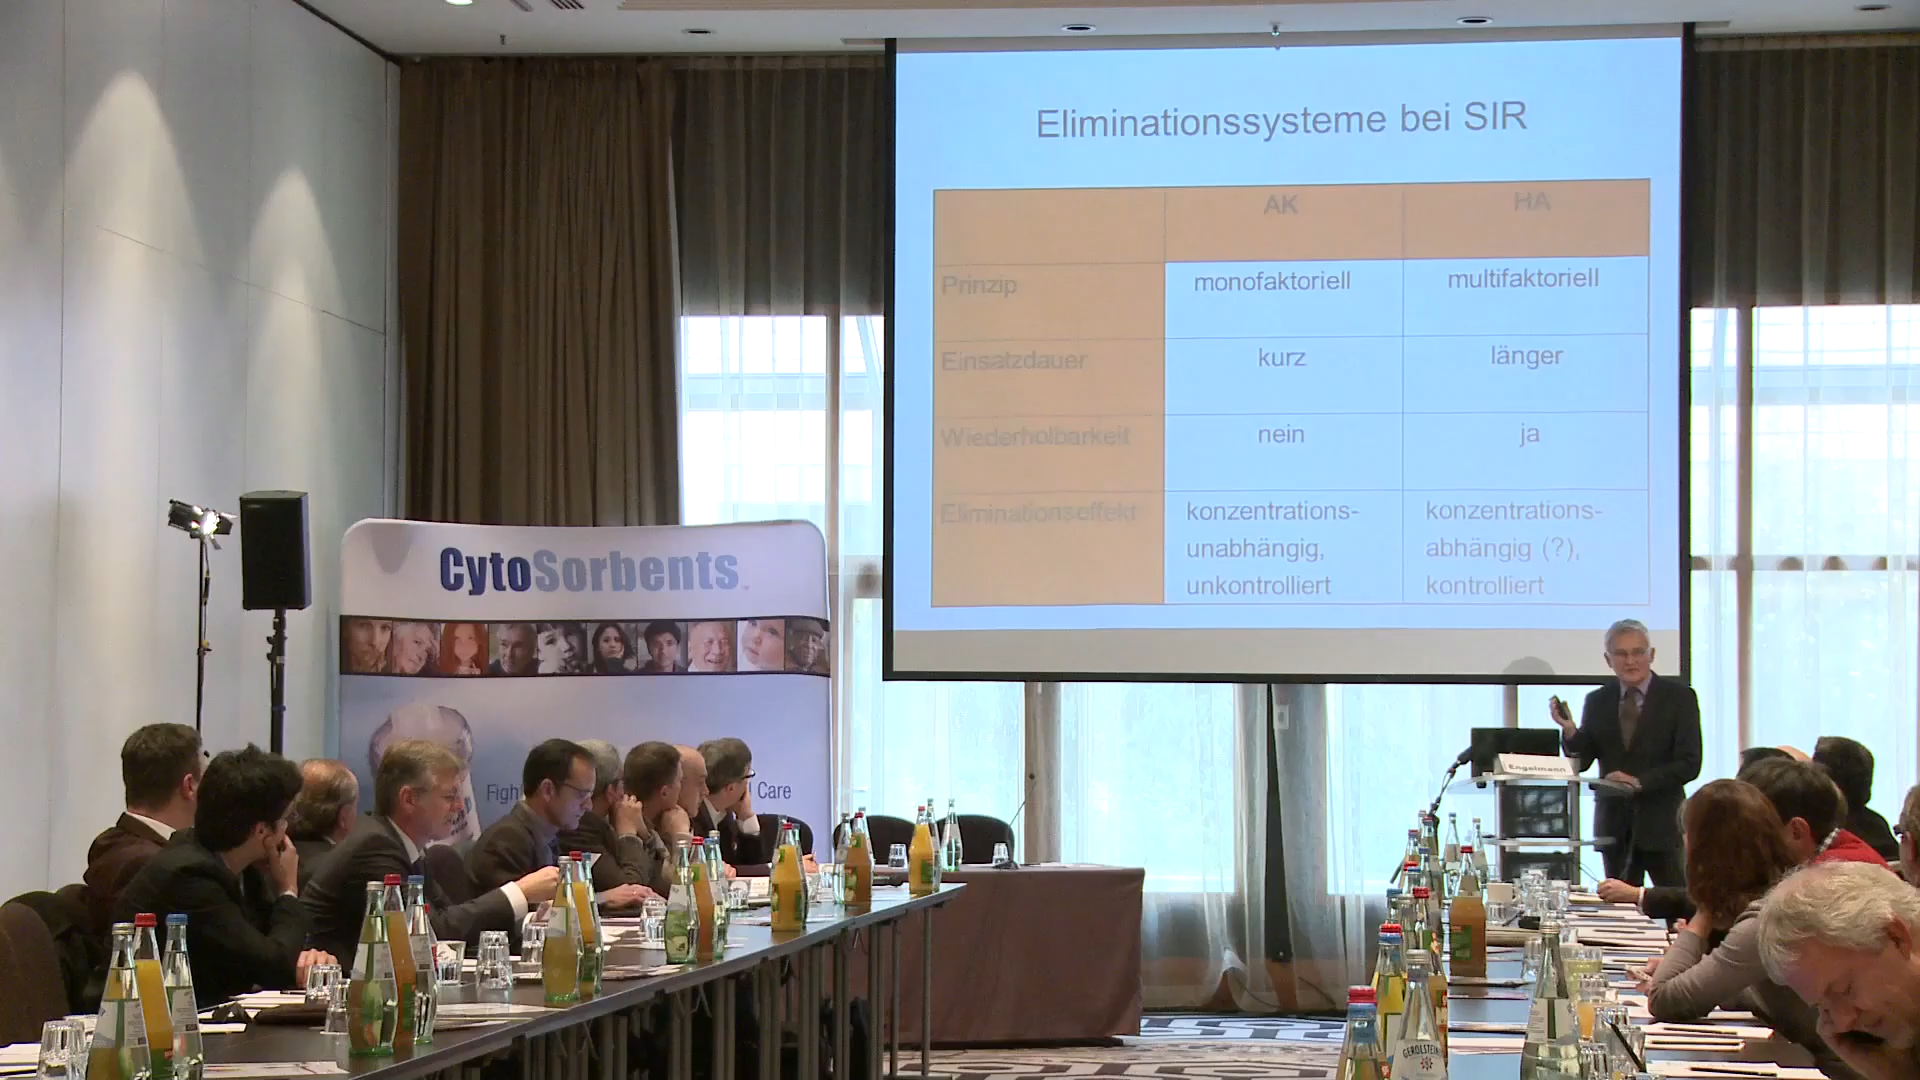 Eliminationssysteme bei SIR
AK HA
Prinzip monofaktoriell multifaktoriell
Einsatzdauer kurz länger
Wiederholbarkeit nein ja
Eliminationseffekt konzentrations- konzentrations-
unabhängig, abhängig (?),
unkontrolliert kontrolliert
CytoSorbents
Care
Engelmann
GEROLSTEIN